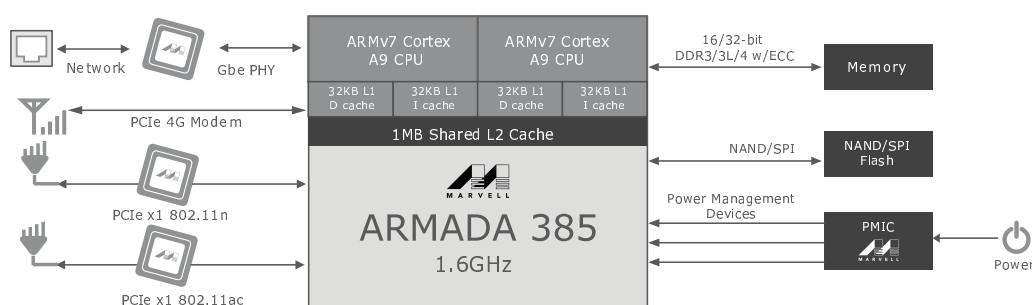 Network
Gbe PHY
PCIe 4G Modem
PCIe x1 802.11n
PCIe x1 802.11ac
ARMv7 Cortex
A9 CPU
ARMv7 Cortex
A9 CPU
32KB L1
D cache
32KB L1
I cache
32KB L1
D cache
32KB L1
I cache
1MB Shared L2 Cache
MARVELL
ARMADA 385
1.6GHz
16/32-bit
DDR3/3L/4 w/ECC
Memory
NAND/SPI
NAND/SPI
Flash
Power Management
Devices
PMIC
MARVELL
Power